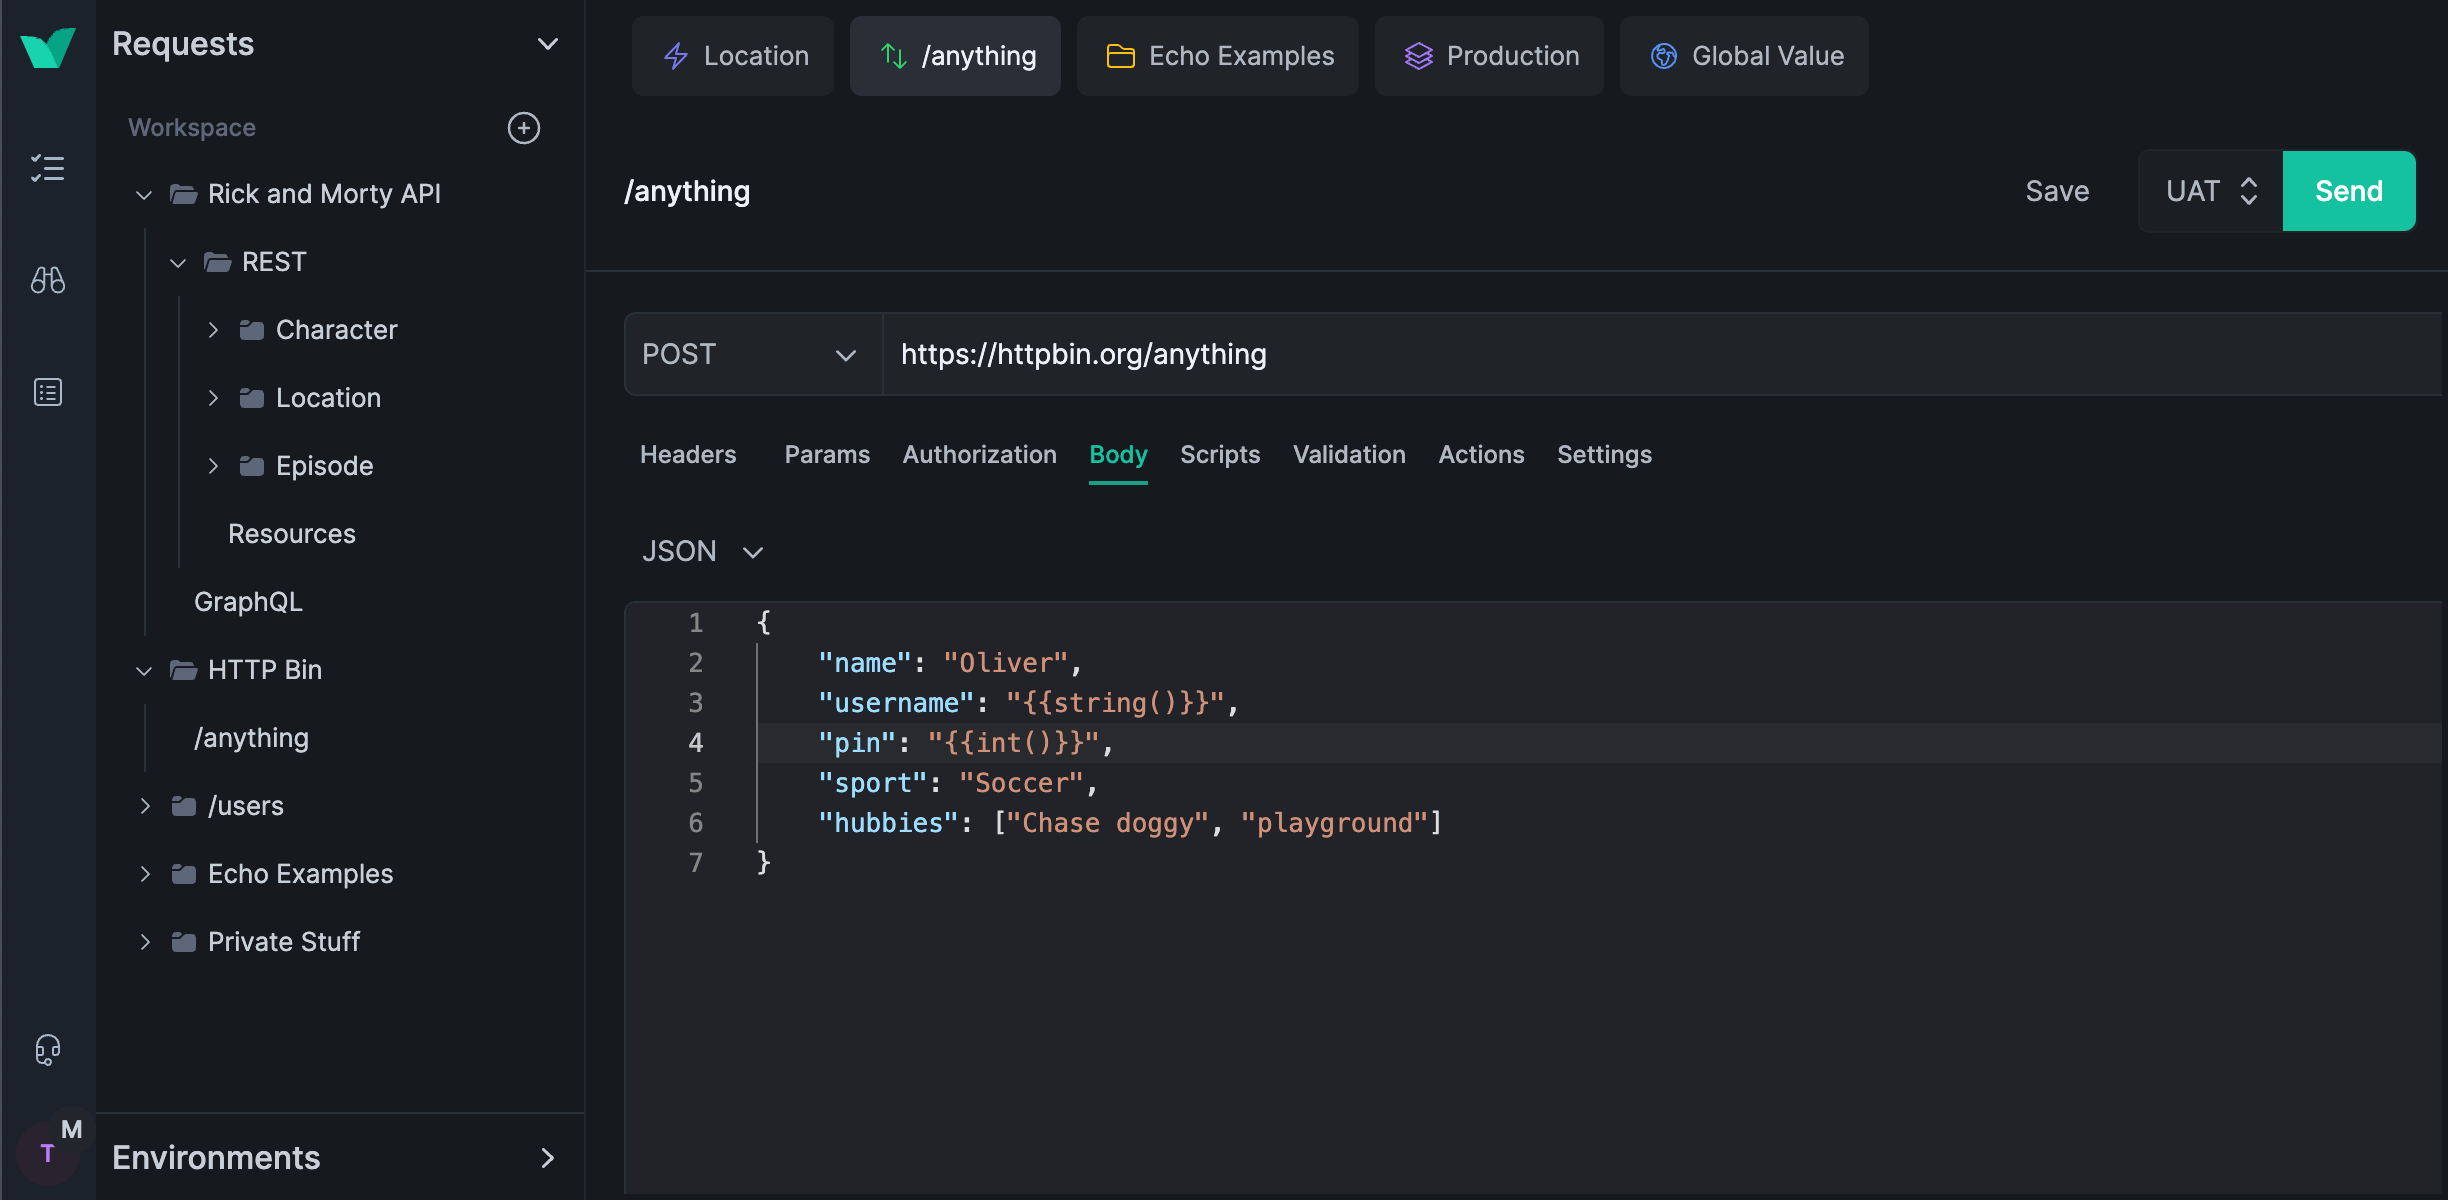 Requests
Workspace
Rick and Morty API
REST
Character
Location
Episode
Resources
GraphQL
HTTP Bin
/anything
/users
Echo Examples
Private Stuff
M
T
Environments
Location
/anything
Echo Examples
Production
Global Value
/anything
Save
UAT
Send
POST
https://httpbin.org/anything
Headers Params Authorization Body Scripts Validation Actions Settings
JSON
1 {
2 "name": "Oliver",
3 "username": "{{string()}}",
4 "pin": "{{int()}}",
5 "sport": "Soccer",
6 "hubbies": ["Chase doggy", "playground"]
7 }